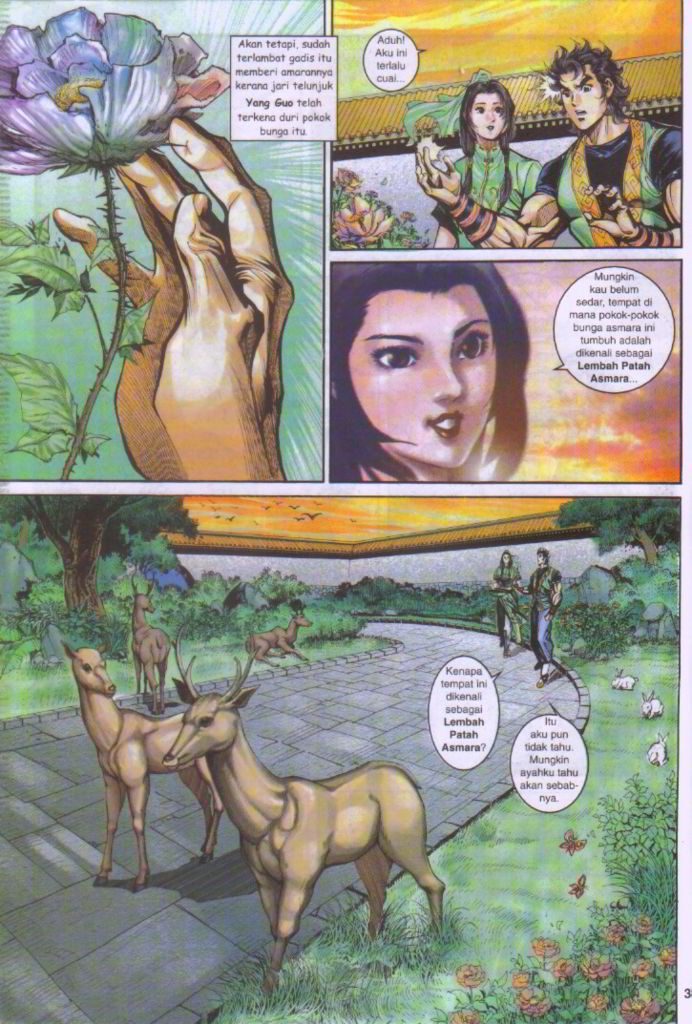 Akan tetapi, sudah
terlambat gadis itu
memberi amarannya
kerana jari telunjuk
Yang Guo telah
terkena duri pokok
bunga itu.
Aduh!
Aku ini
terlalu
cuai...
Mungkin
kau belum
sedar, tempat di
mana pokok-pokok
bunga asmara ini
tumbuh adalah
dikenali sebagai
Lembah Patah
Asmara...
Kenapa
tempat ini
dikenali
sebagai
Lembah
Patah
Asmara?
Itu
aku pun
tidak tahu.
Mungkin
ayahku tahu
akan sebab-
nya.